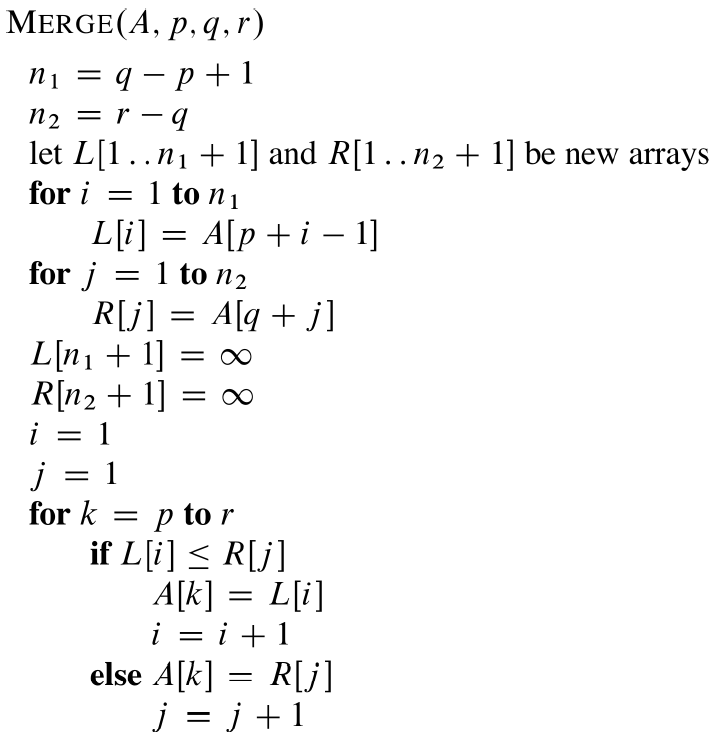 MERGE(A, p, q, r)
n₁ = q − p + 1
n₂ = r − q
let L[1 . . n₁ + 1] and R[1 . . n₂ + 1] be new arrays
for i = 1 to n₁
L[i] = A[p + i − 1]
for j = 1 to n₂
R[j] = A[q + j]
L[n₁ + 1] = ∞
R[n₂ + 1] = ∞
i = 1
j = 1
for k = p to r
if L[i] ≤ R[j]
A[k] = L[i]
i = i + 1
else A[k] = R[j]
j = j + 1